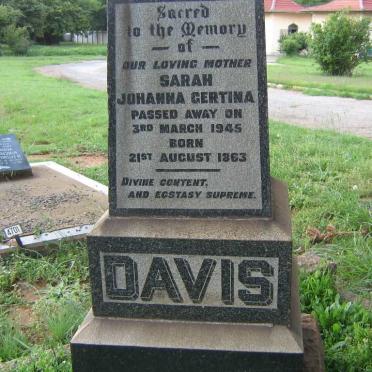 Sacred
to the Memory
of
OUR LOVING MOTHER
SARAH
JOHANNA GERTINA
PASSED AWAY ON
3RD MARCH 1945
BORN
21ST AUGUST 1863
DIVINE CONTENT,
AND ECSTASY SUPREME.
DAVIS